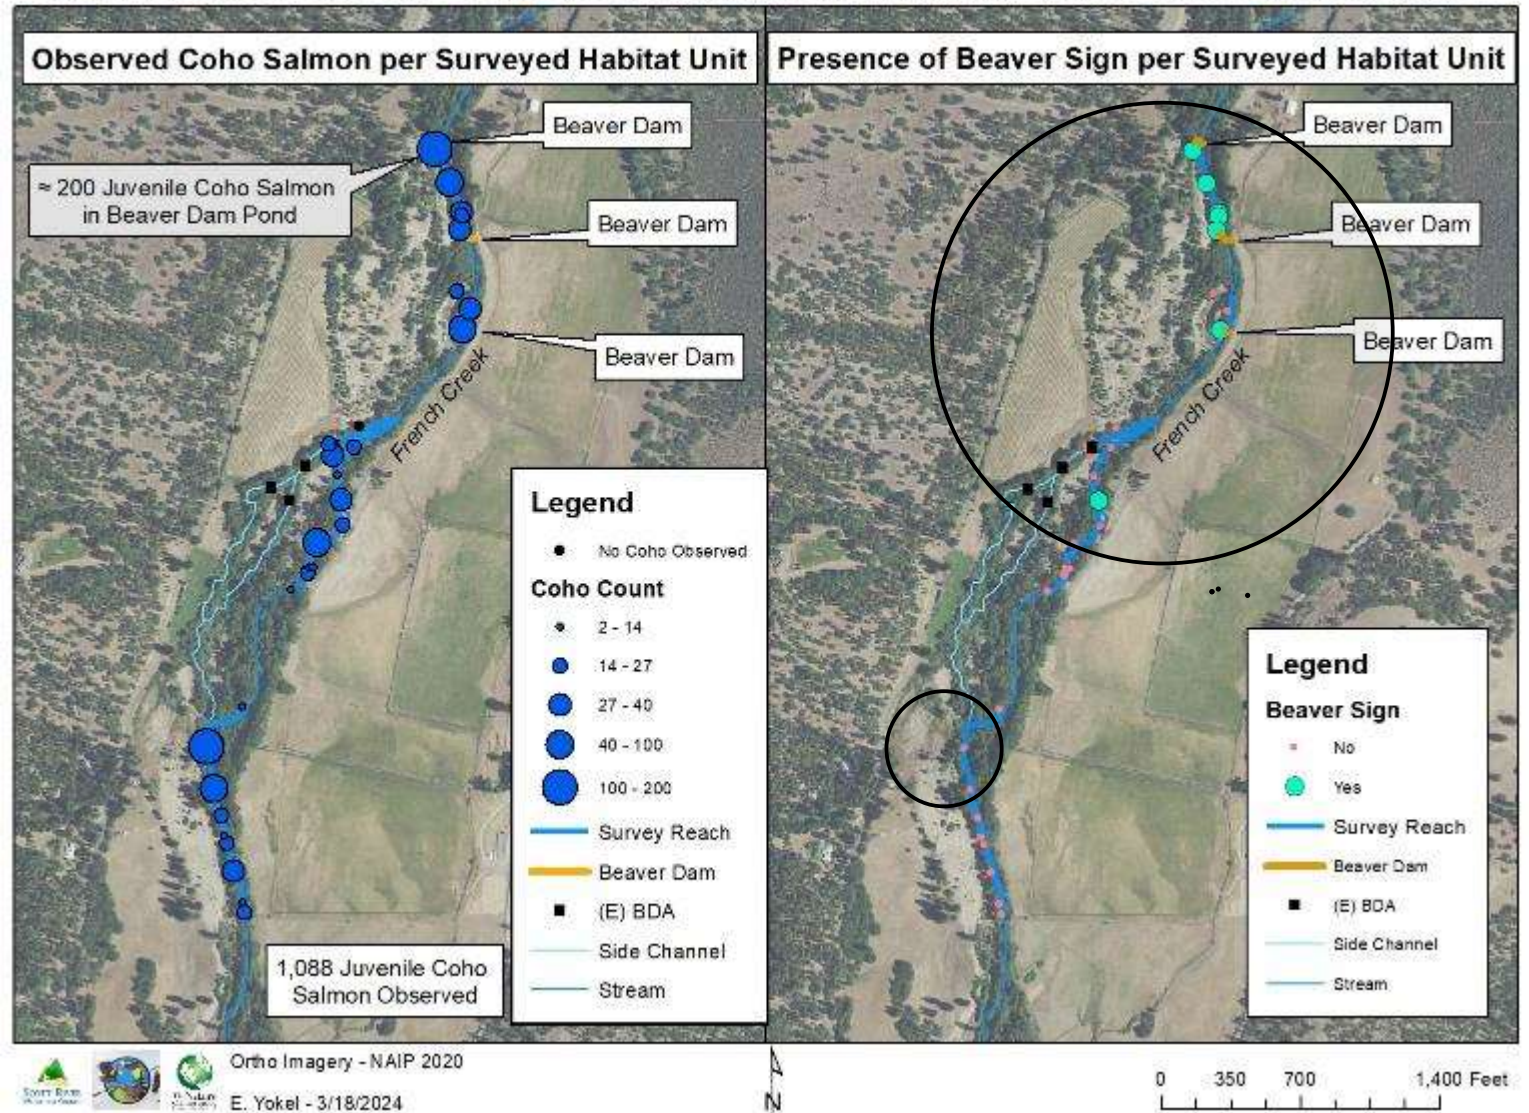 Observed Coho Salmon per Surveyed Habitat Unit
Beaver Dam
≈ 200 Juvenile Coho Salmon
in Beaver Dam Pond
Beaver Dam
Beaver Dam
French Creek
Legend
No Coho Observed
Coho Count
2 - 14
14 - 27
27 - 40
40 - 100
100 - 200
Survey Reach
Beaver Dam
(E) BDA
Side Channel
Stream
1,088 Juvenile Coho
Salmon Observed
Presence of Beaver Sign per Surveyed Habitat Unit
Beaver Dam
Beaver Dam
Beaver Dam
French Creek
Legend
Beaver Sign
No
Yes
Survey Reach
Beaver Dam
(E) BDA
Side Channel
Stream
Ortho Imagery - NAIP 2020
E. Yokel - 3/18/2024
Scott River
N
0 350 700 1,400 Feet